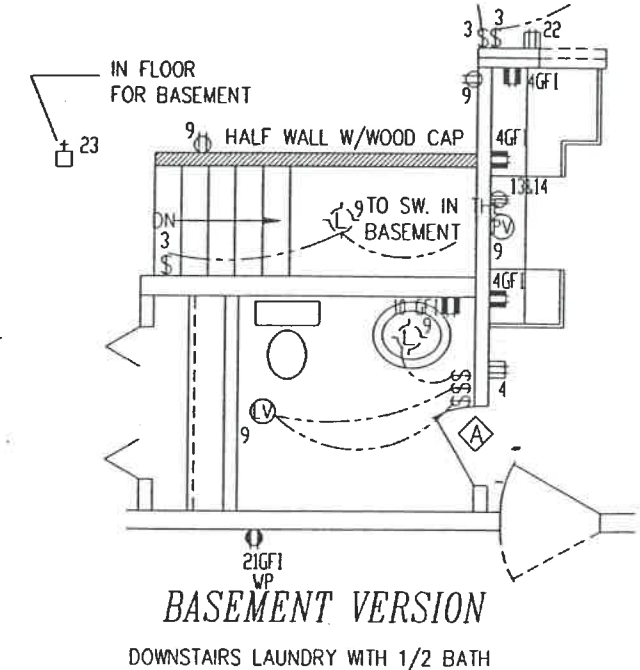 3 3
22
IN FLOOR
FOR BASEMENT
9
4GFI
23
9
HALF WALL W/WOOD CAP
4GFI
13&14
DN
L
9
TO SW. IN
BASEMENT
PV
9
3
$
4GFI
10 GFI
9
L
$
$
$
4
LV
9
A
21GFI
WP
BASEMENT VERSION
DOWNSTAIRS LAUNDRY WITH 1/2 BATH